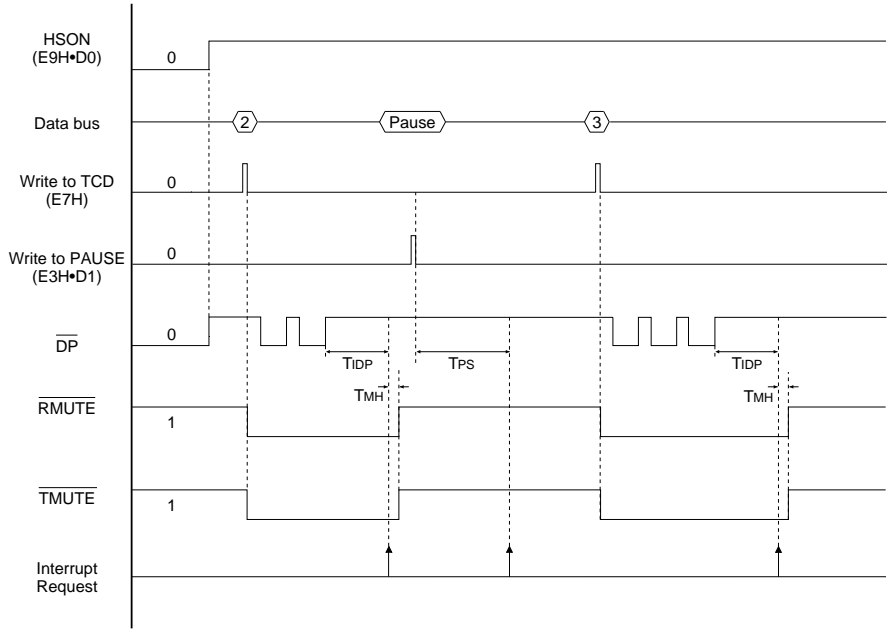 HSON
(E9H•D0)
0
Data bus
2
Pause
3
Write to TCD
(E7H)
0
Write to PAUSE
(E3H•D1)
0
DP
0
TIDP
TPS
TIDP
TMH
TMH
RMUTE
1
TMUTE
1
Interrupt
Request